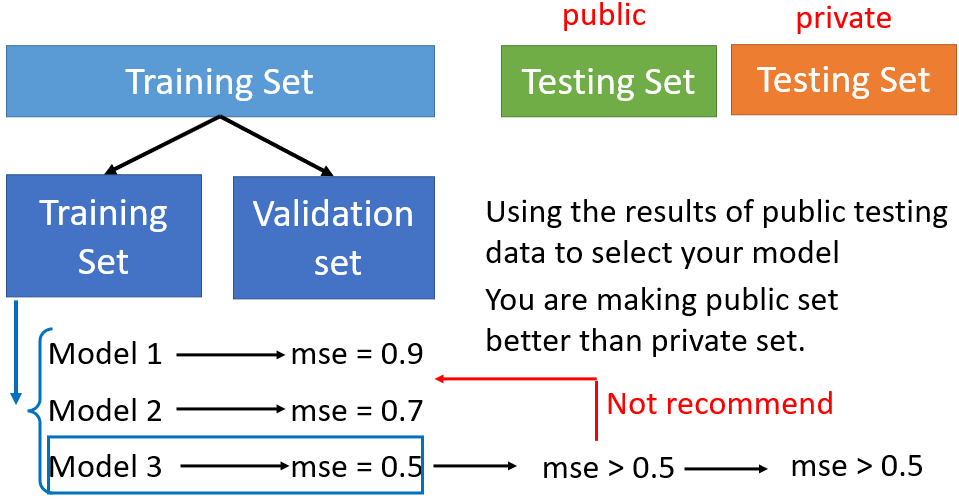 public
private
Training Set
Testing Set
Testing Set
Training
Set
Validation
set
Using the results of public testing
data to select your model
You are making public set
better than private set.
Model 1
mse = 0.9
Model 2
mse = 0.7
Not recommend
Model 3
mse = 0.5
mse > 0.5
mse > 0.5